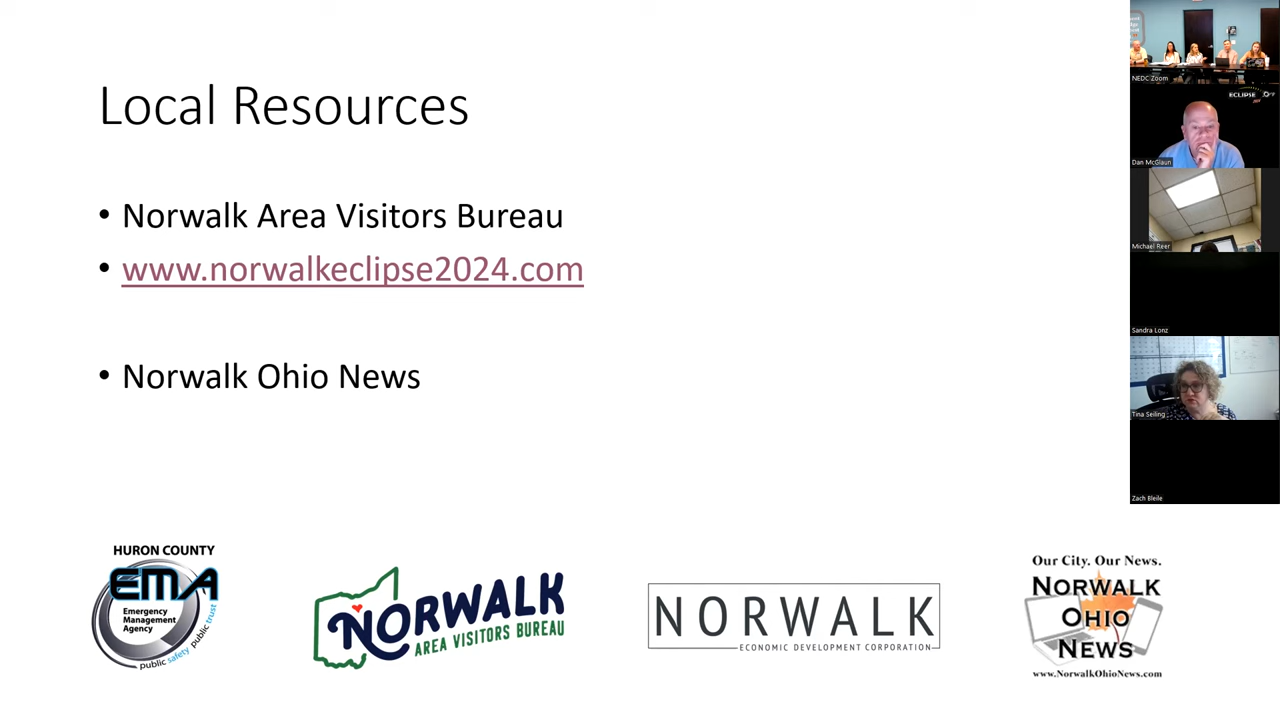 Local Resources
• Norwalk Area Visitors Bureau
• www.norwalkeclipse2024.com
• Norwalk Ohio News
HURON COUNTY
EMA
Emergency
Management
Agency
public safety public trust
NORWALK
AREA VISITORS BUREAU
NORWALK
ECONOMIC DEVELOPMENT CORPORATION
Our City. Our News.
NORWALK
OHIO
NEWS
www.NorwalkOhioNews.com
NEDC Zoom
ECLIPSE
Dan McGlaun
Michael Reer
Sandra Lonz
Tina Seiling
Zach Bleile